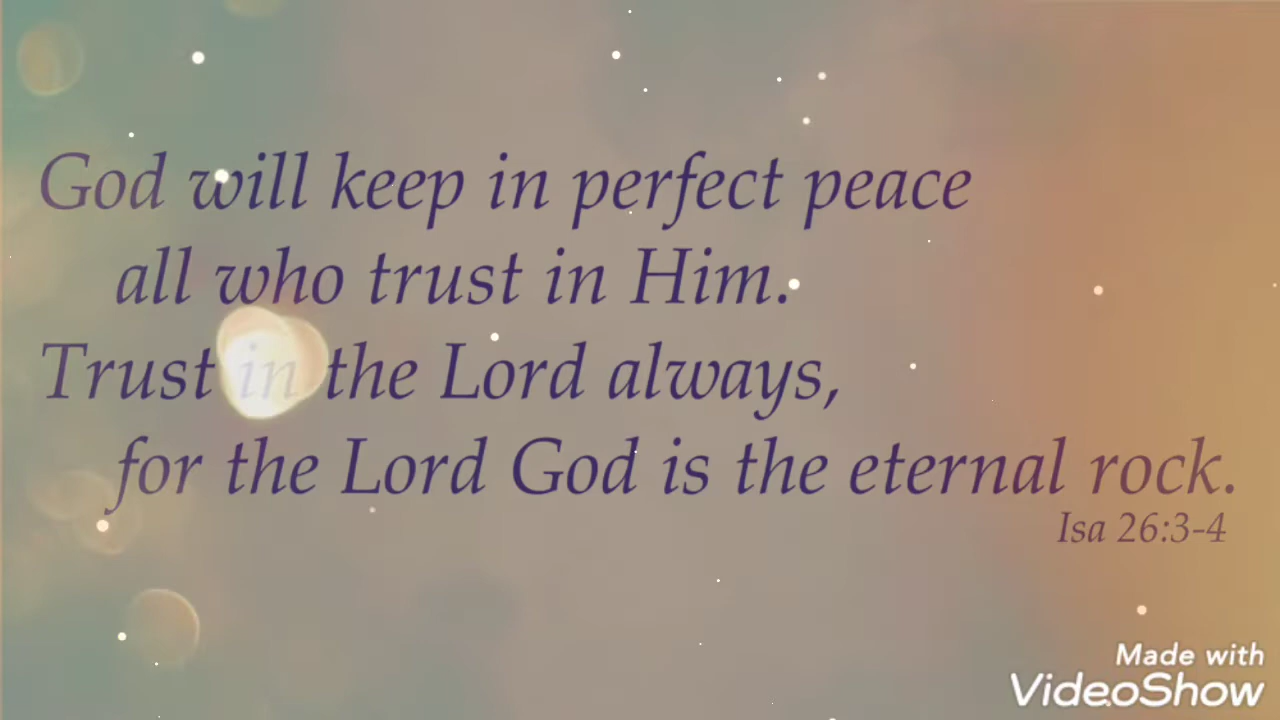 God will keep in perfect peace
all who trust in Him.
Trust in the Lord always,
for the Lord God is the eternal rock.
Isa 26:3-4
Made with
VideoShow